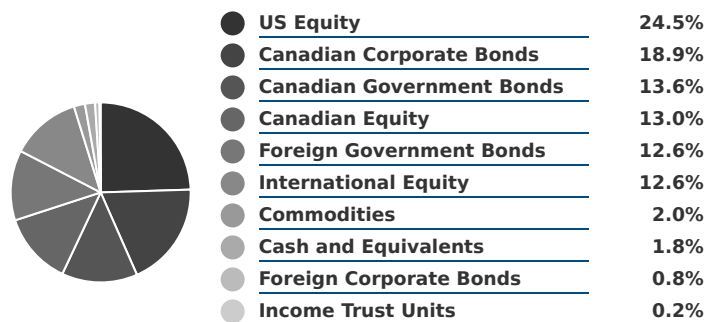 US Equity 24.5%
Canadian Corporate Bonds 18.9%
Canadian Government Bonds 13.6%
Canadian Equity 13.0%
Foreign Government Bonds 12.6%
International Equity 12.6%
Commodities 2.0%
Cash and Equivalents 1.8%
Foreign Corporate Bonds 0.8%
Income Trust Units 0.2%